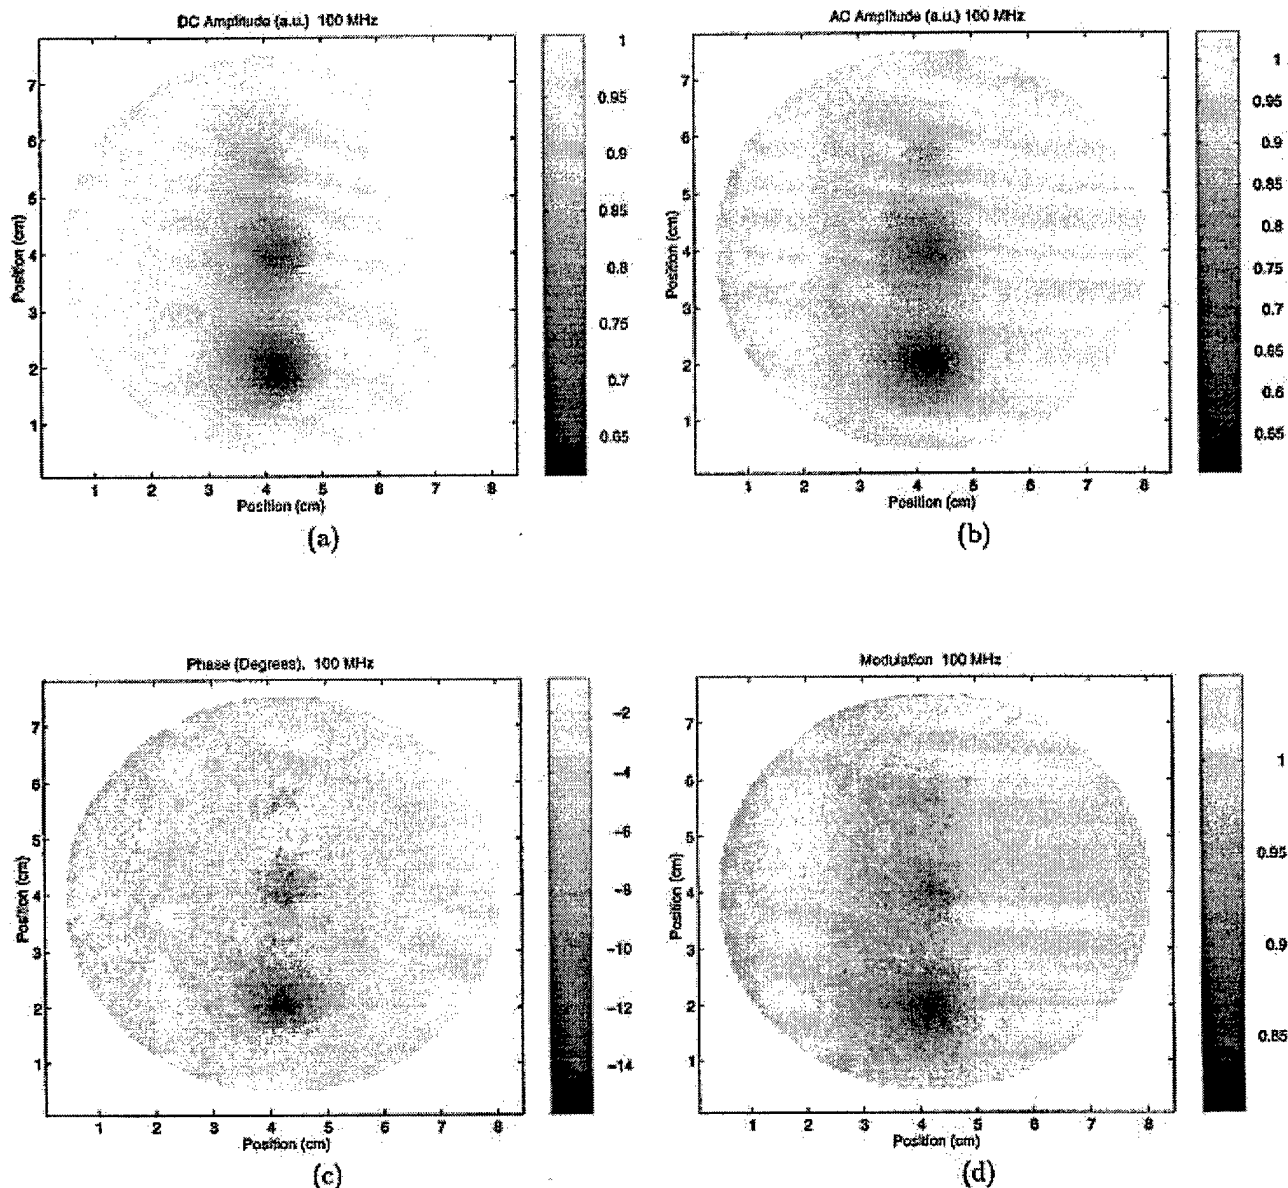 DC Amplitude (a.u.) 100 MHz
Position (cm)
7
6
5
4
3
2
1
1 2 3 4 5 6 7 8
Position (cm)
1
0.95
0.9
0.85
0.8
0.75
0.7
0.65
(a)
AC Amplitude (a.u.) 100 MHz
Position (cm)
7
6
5
4
3
2
1
1 2 3 4 5 6 7 8
Position (cm)
1
0.95
0.9
0.85
0.8
0.75
0.7
0.65
0.6
0.55
(b)
Phase (Degrees), 100 MHz
Position (cm)
7
6
5
4
3
2
1
1 2 3 4 5 6 7 8
Position (cm)
−2
−4
−6
−8
−10
−12
−14
(c)
Modulation 100 MHz
Position (cm)
7
6
5
4
3
2
1
1 2 3 4 5 6 7 8
Position (cm)
1
0.95
0.9
0.85
(d)